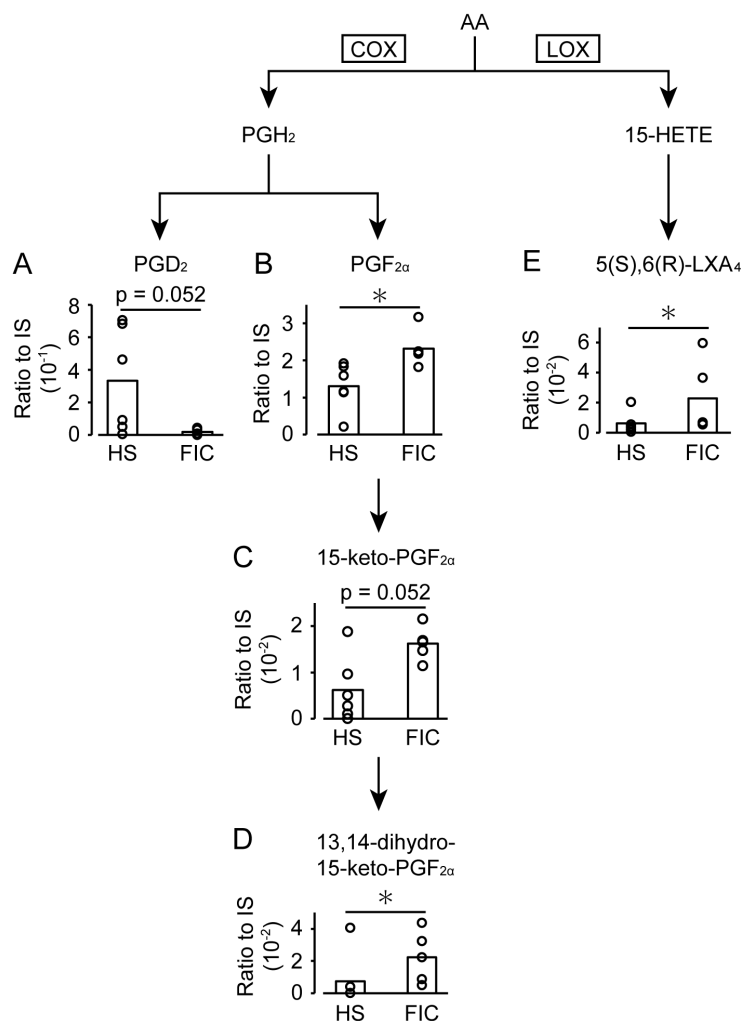 AA
COX
LOX
PGH₂
15-HETE
A
PGD₂
p = 0.052
Ratio to IS
(10⁻¹)
8
6
4
2
0
HS
FIC
B
PGF₂α
*
Ratio to IS
3
2
1
0
HS
FIC
E
5(S),6(R)-LXA₄
*
Ratio to IS
(10⁻²)
6
4
2
0
HS
FIC
C
15-keto-PGF₂α
p = 0.052
Ratio to IS
(10⁻²)
2
1
0
HS
FIC
D
13,14-dihydro-
15-keto-PGF₂α
*
Ratio to IS
(10⁻²)
4
2
0
HS
FIC